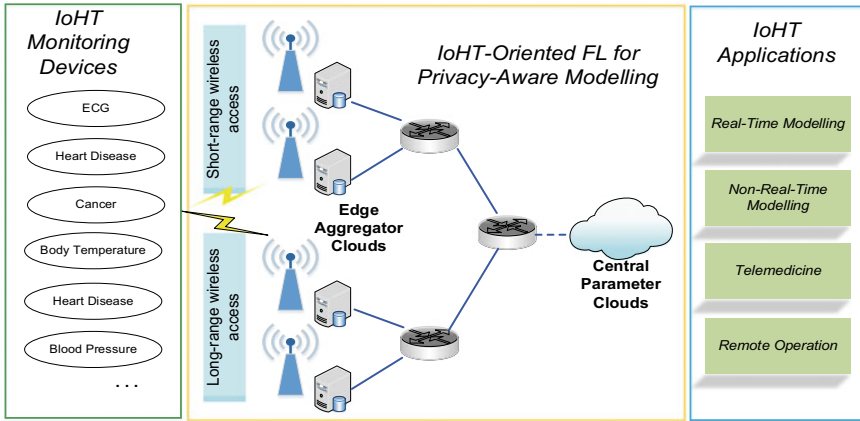 IoHT
Monitoring
Devices
ECG
Heart Disease
Cancer
Body Temperature
Heart Disease
Blood Pressure
...
Short-range wireless
access
Long-range wireless
access
IoHT-Oriented FL for
Privacy-Aware Modelling
Edge
Aggregator
Clouds
Central
Parameter
Clouds
IoHT
Applications
Real-Time Modelling
Non-Real-Time
Modelling
Telemedicine
Remote Operation